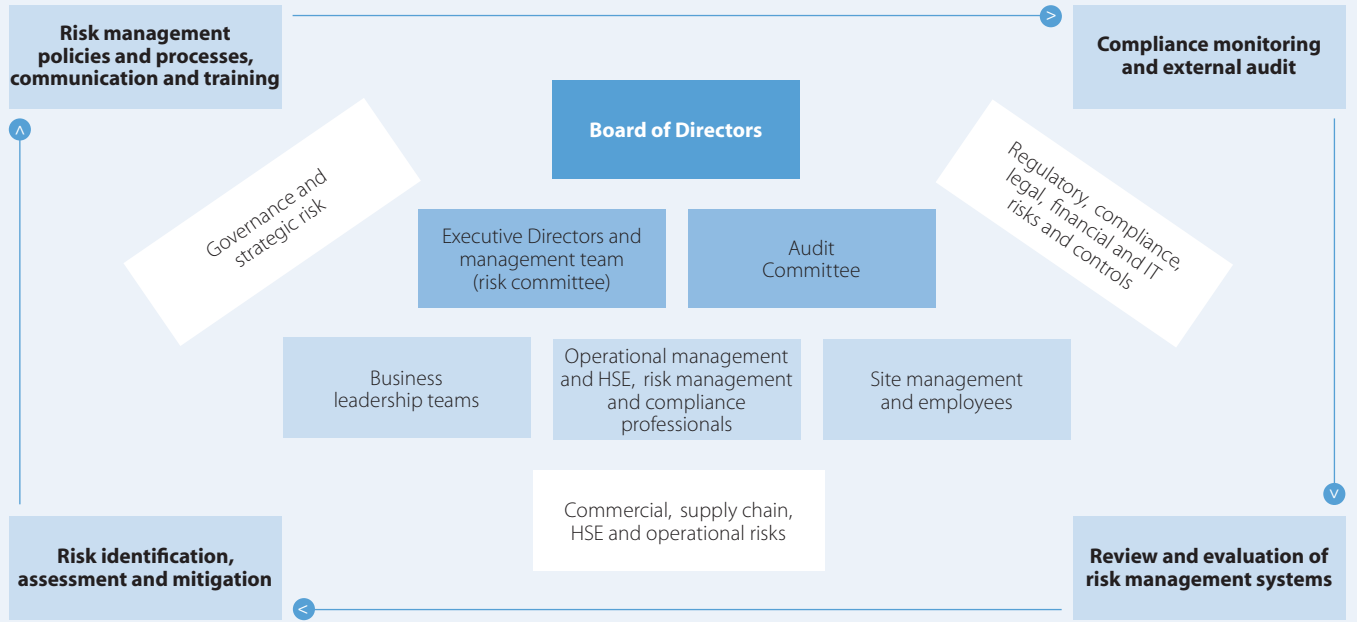 Risk management
policies and processes,
communication and training
Compliance monitoring
and external audit
Board of Directors
Governance and
strategic risk
Regulatory, compliance,
legal, financial and IT
risks and controls
Executive Directors and
management team
(risk committee)
Audit
Committee
Business
leadership teams
Operational management
and HSE, risk management
and compliance
professionals
Site management
and employees
Commercial, supply chain,
HSE and operational risks
Risk identification,
assessment and mitigation
Review and evaluation of
risk management systems